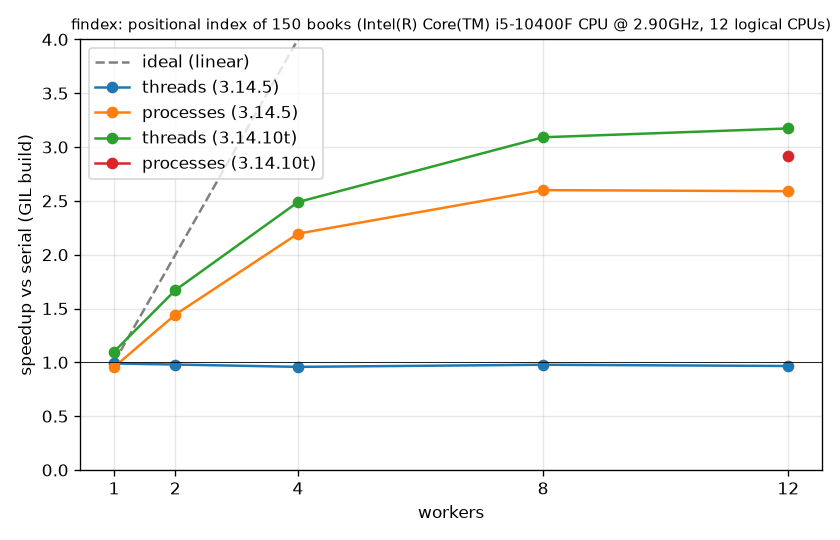 findex: positional index of 150 books (Intel(R) Core(TM) i5-10400F CPU @ 2.90GHz, 12 logical CPUs)
4.0
3.5
3.0
2.5
2.0
1.5
1.0
0.5
0.0
speedup vs serial (GIL build)
ideal (linear)
threads (3.14.5)
processes (3.14.5)
threads (3.14.10t)
processes (3.14.10t)
1 2 4 8 12
workers